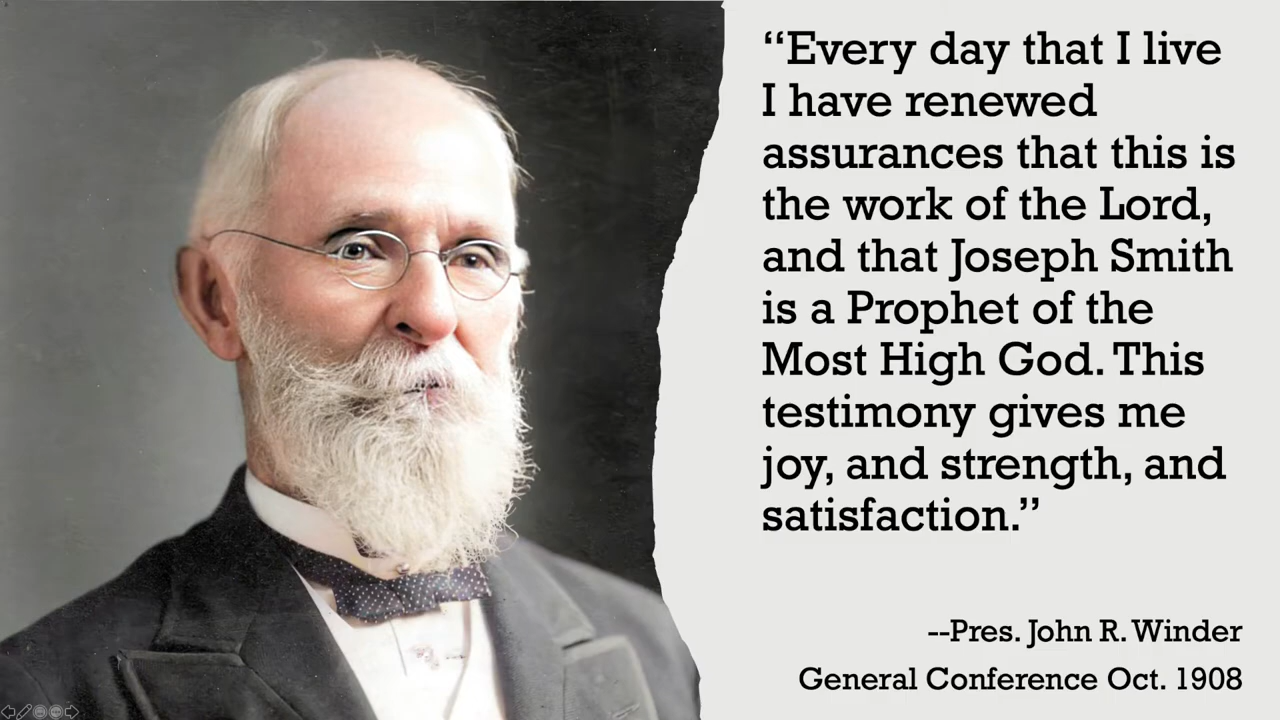 “Every day that I live
I have renewed
assurances that this is
the work of the Lord,
and that Joseph Smith
is a Prophet of the
Most High God. This
testimony gives me
joy, and strength, and
satisfaction.”
--Pres. John R. Winder
General Conference Oct. 1908